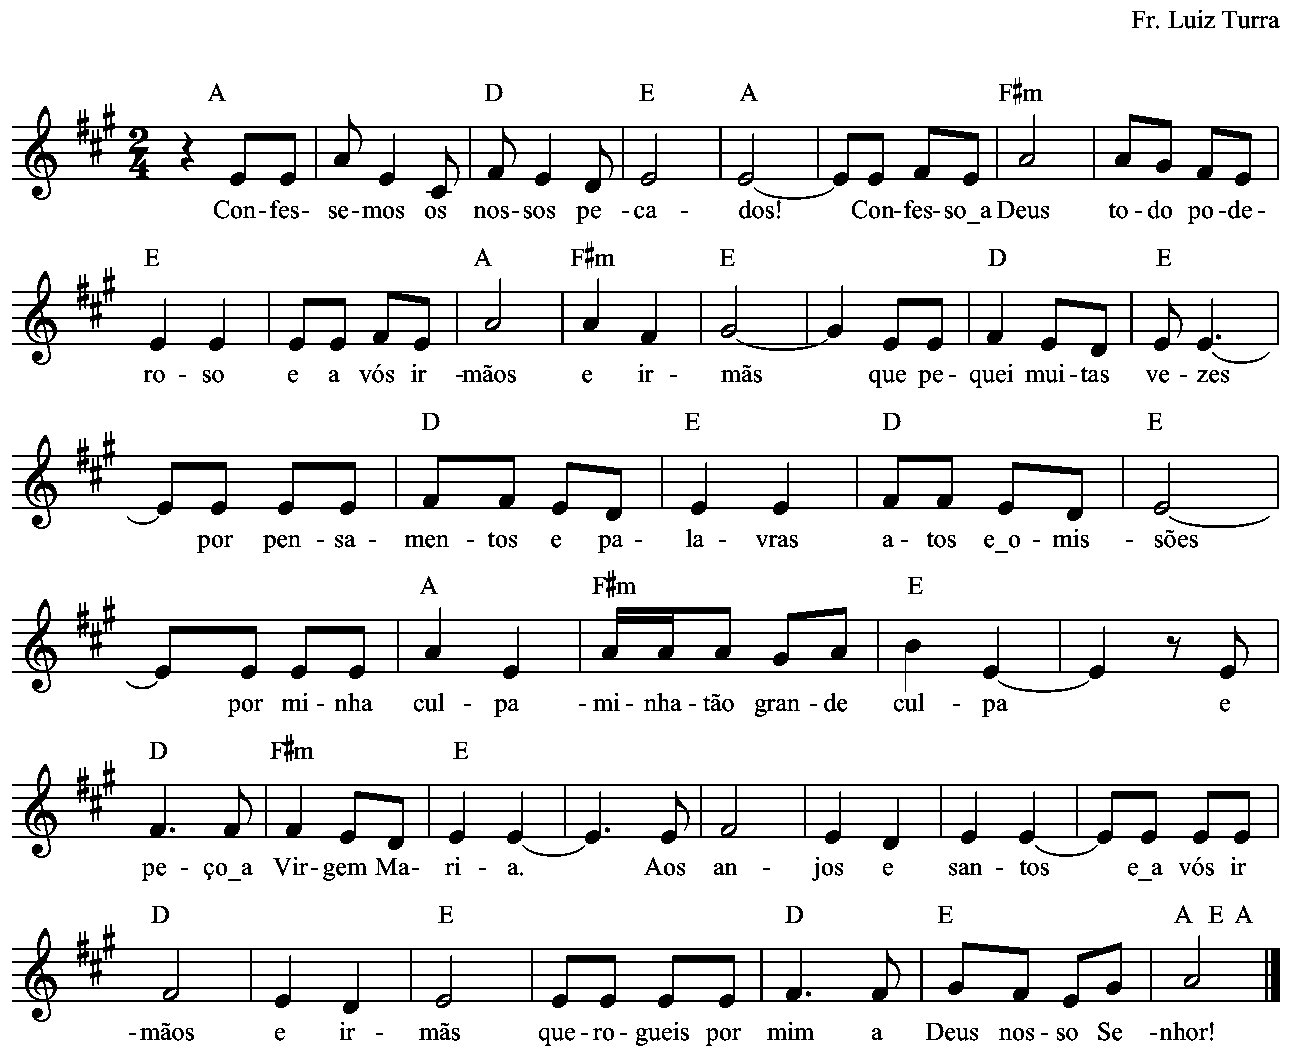 Fr. Luiz Turra
A D E A F#m
2/4
Con-fes- se-mos os nos-sos pe-ca- dos! Con-fes-so_a Deus to-do po-de-
E A F#m E D E
ro - so e a vós ir -mãos e ir - mãs que pe-quei mui-tas ve-zes
D E D E
por pen-sa- men-tos e pa- la-vras a-tos e_o-mis -sões
A F#m E
por mi-nha cul - pa -mi-nha-tão gran-de cul - pa e
D F#m E
pe - ço_a Vir-gem Ma- ri - a. Aos an - jos e san - tos e_a vós ir
D E D E A E A
-mãos e ir - mãs que-ro-gueis por mim a Deus nos-so Se -nhor!